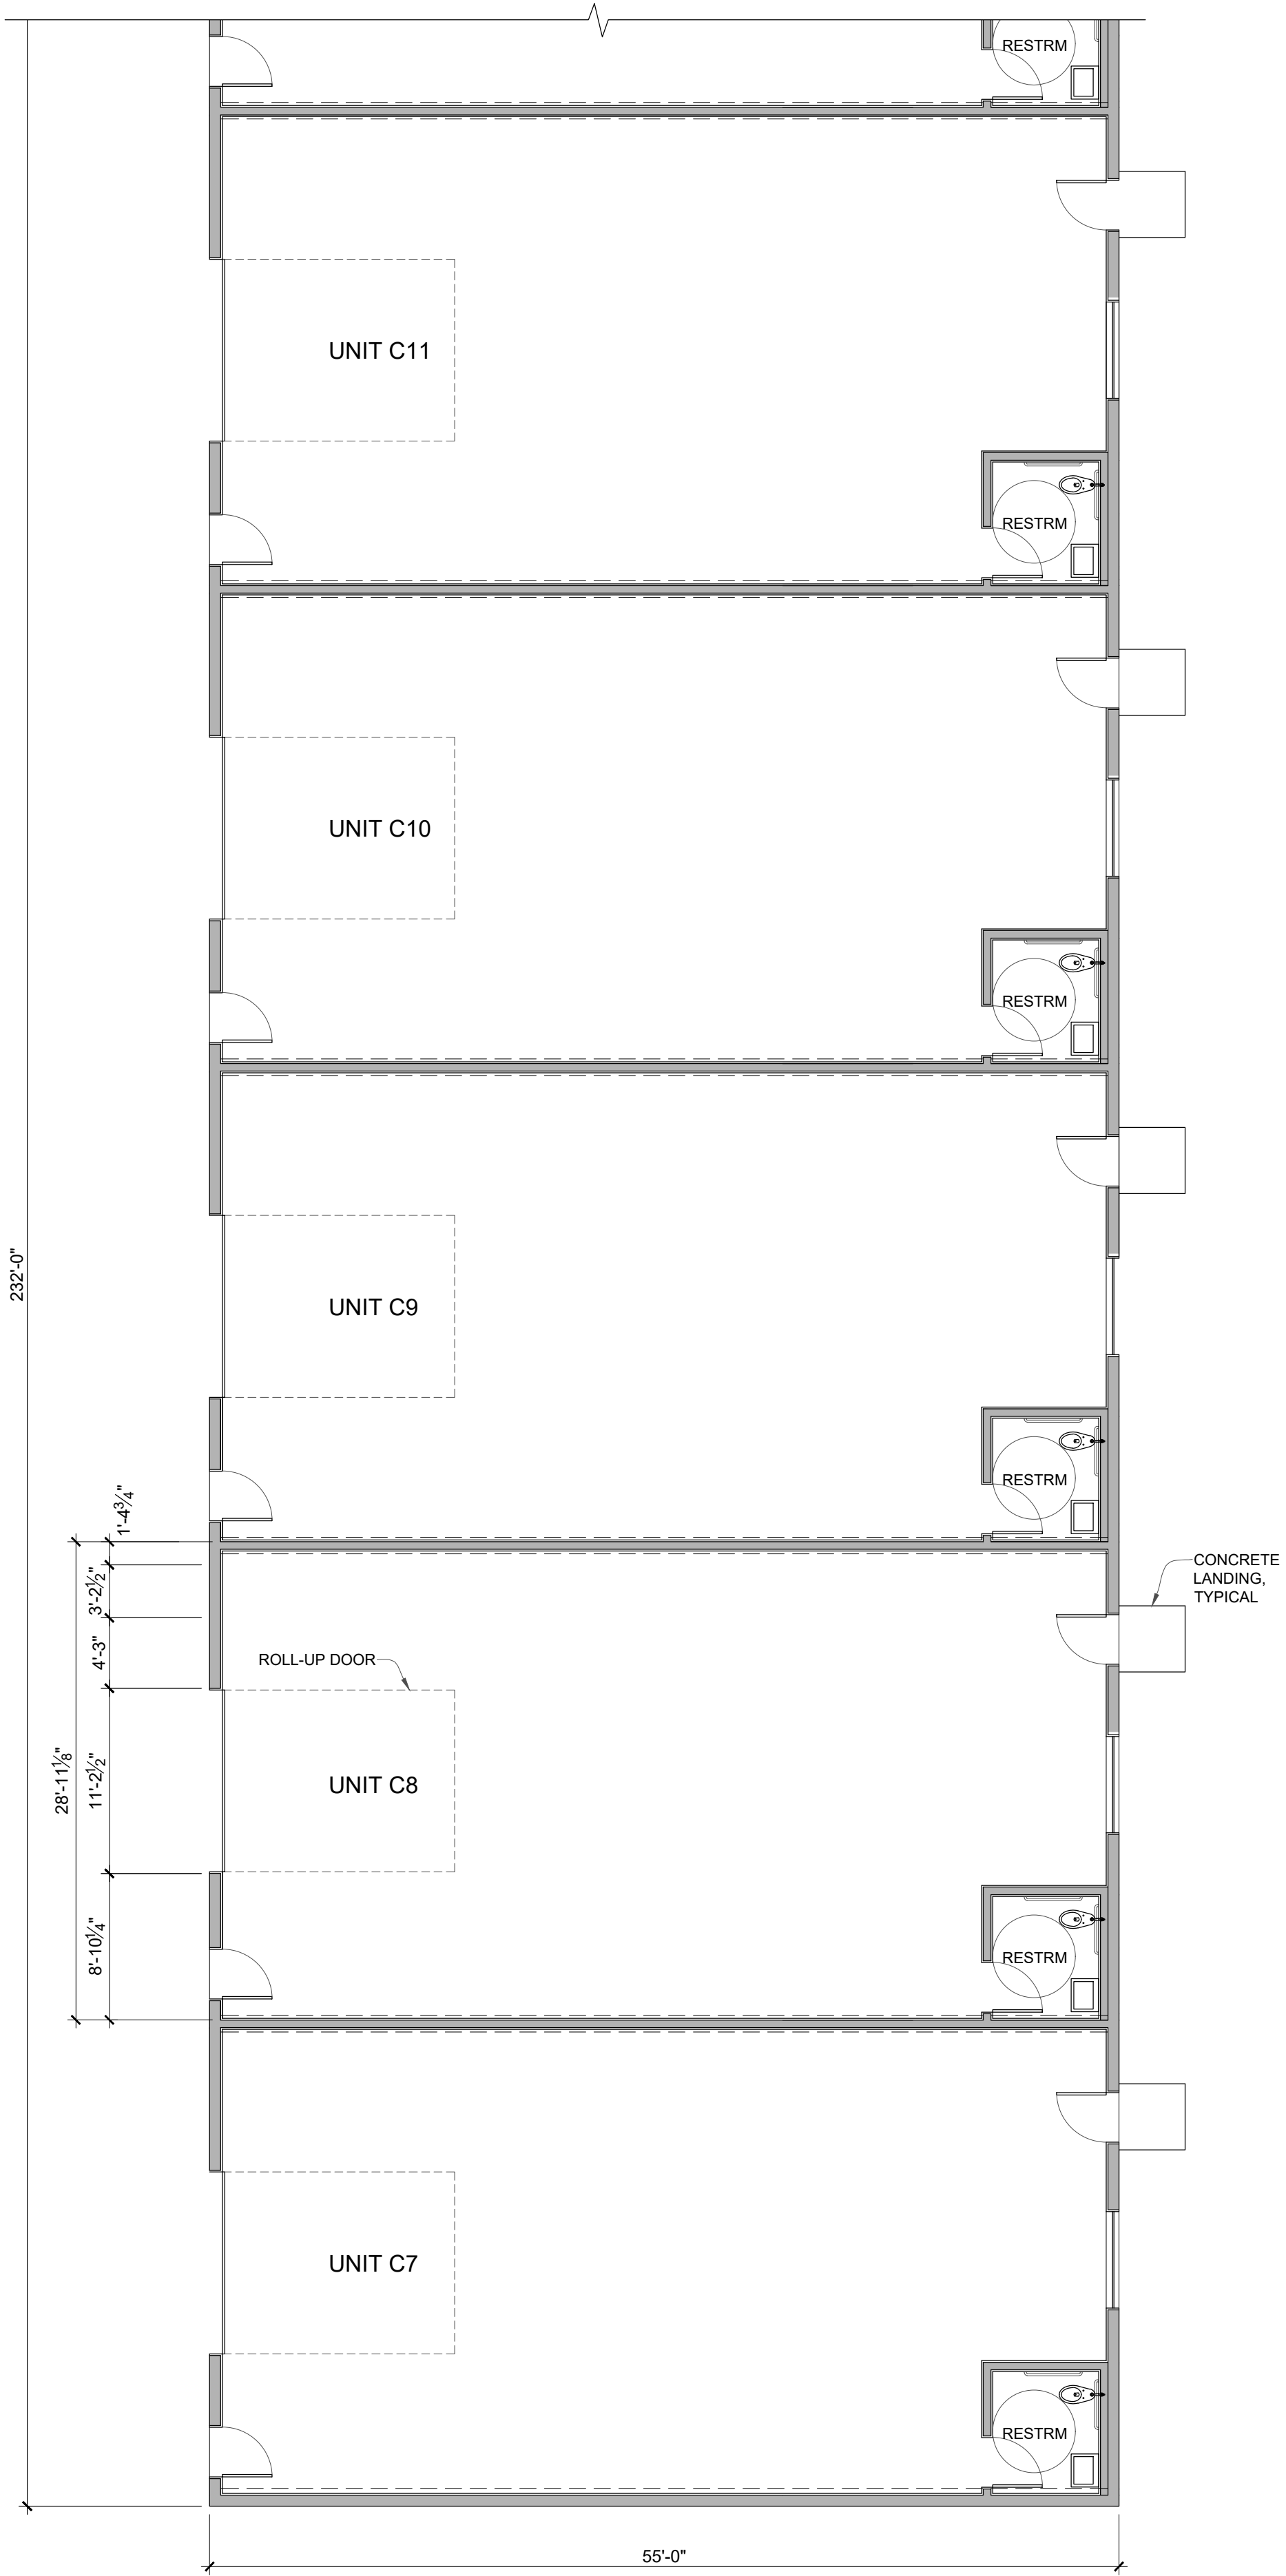 RESTRM
UNIT C11
RESTRM
UNIT C10
RESTRM
232'-0"
UNIT C9
RESTRM
1'-4¾"
3'-2½"
4'-3"
11'-2½"
8'-10¼"
28'-11⅛"
CONCRETE
LANDING,
TYPICAL
ROLL-UP DOOR
UNIT C8
RESTRM
UNIT C7
RESTRM
55'-0"